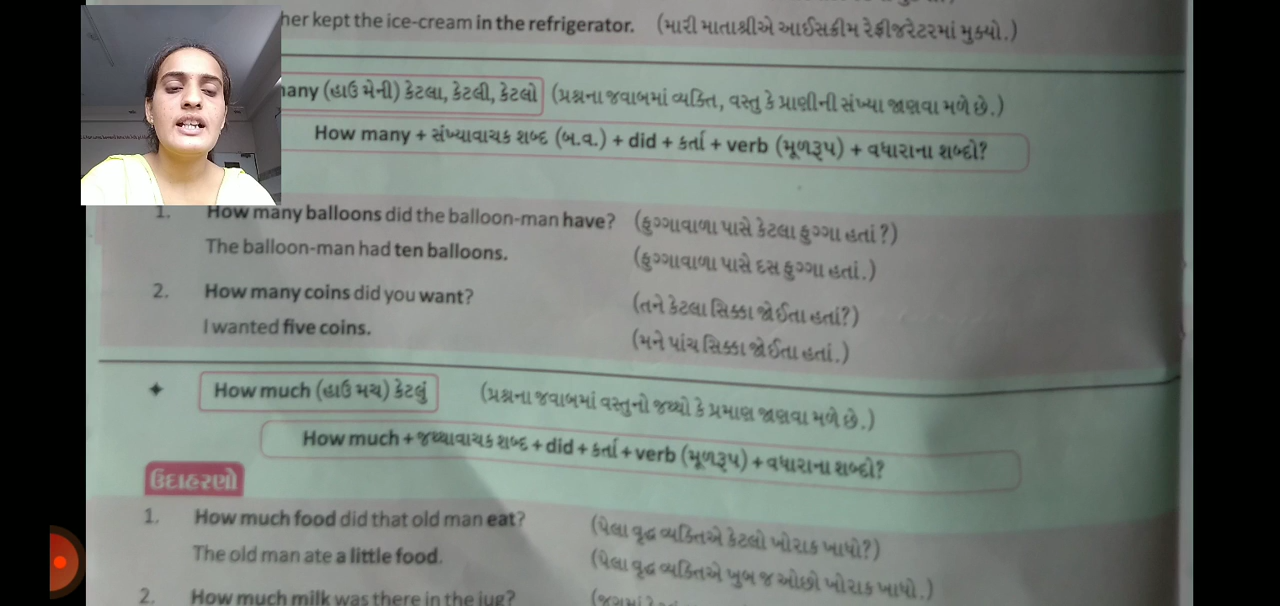 her kept the ice-cream in the refrigerator. (મારી માતાશ્રીએ આઈસક્રીમ રેફ્રીજરેટરમાં મુક્યો.)
many (હાઉ મેની) કેટલા, કેટલી, કેટલો (પ્રશ્નના જવાબમાં વ્યક્તિ, વસ્તુ કે પ્રાણીની સંખ્યા જાણવા મળે છે.)
How many + સંખ્યાવાચક શબ્દ (બ.વ.) + did + કર્તા + verb (મૂળરૂપ) + વધારાના શબ્દો?
1. How many balloons did the balloon-man have? (ફુગ્ગાવાળા પાસે કેટલા ફુગ્ગા હતાં ?)
The balloon-man had ten balloons. (ફુગ્ગાવાળા પાસે દસ ફુગ્ગા હતાં.)
2. How many coins did you want? (તને કેટલા સિક્કા જોઈતા હતાં?)
I wanted five coins. (મને પાંચ સિક્કા જોઈતા હતાં.)
✦ How much (હાઉ મચ) કેટલું (પ્રશ્નના જવાબમાં વસ્તુનો જથ્થો કે પ્રમાણ જાણવા મળે છે.)
How much + જથ્થાવાચક શબ્દ + did + કર્તા + verb (મૂળરૂપ) + વધારાના શબ્દો?
ઉદાહરણો
1. How much food did that old man eat? (પેલા વૃદ્ધ વ્યક્તિએ કેટલો ખોરાક ખાધો?)
The old man ate a little food. (પેલા વૃદ્ધ વ્યક્તિએ ખુબ જ ઓછો ખોરાક ખાધો.)
2. How much milk was there in the jug?